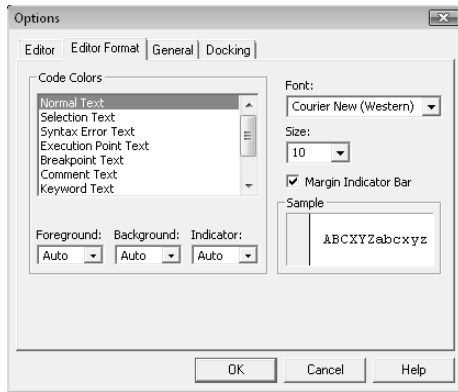 Options
Editor Editor Format General Docking
Code Colors
Normal Text
Selection Text
Syntax Error Text
Execution Point Text
Breakpoint Text
Comment Text
Keyword Text
Foreground: Background: Indicator:
Auto Auto Auto
Font:
Courier New (Western)
Size:
10
Margin Indicator Bar
Sample
ABCXYZabcxyz
OK Cancel Help